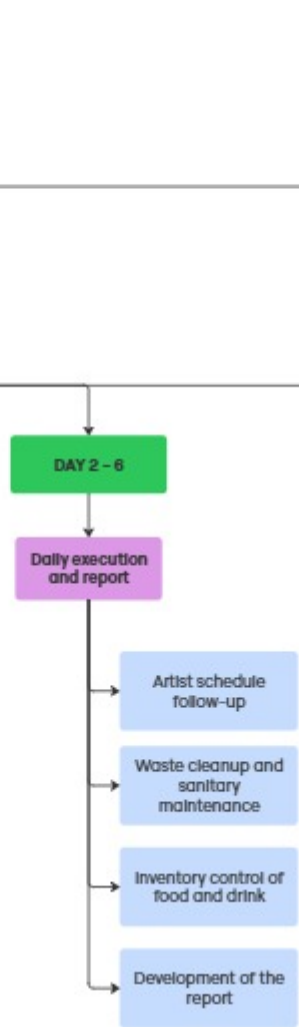 DAY 2 - 6
Daily execution
and report
Artist schedule
follow-up
Waste cleanup and
sanitary
maintenance
Inventory control of
food and drink
Development of the
report